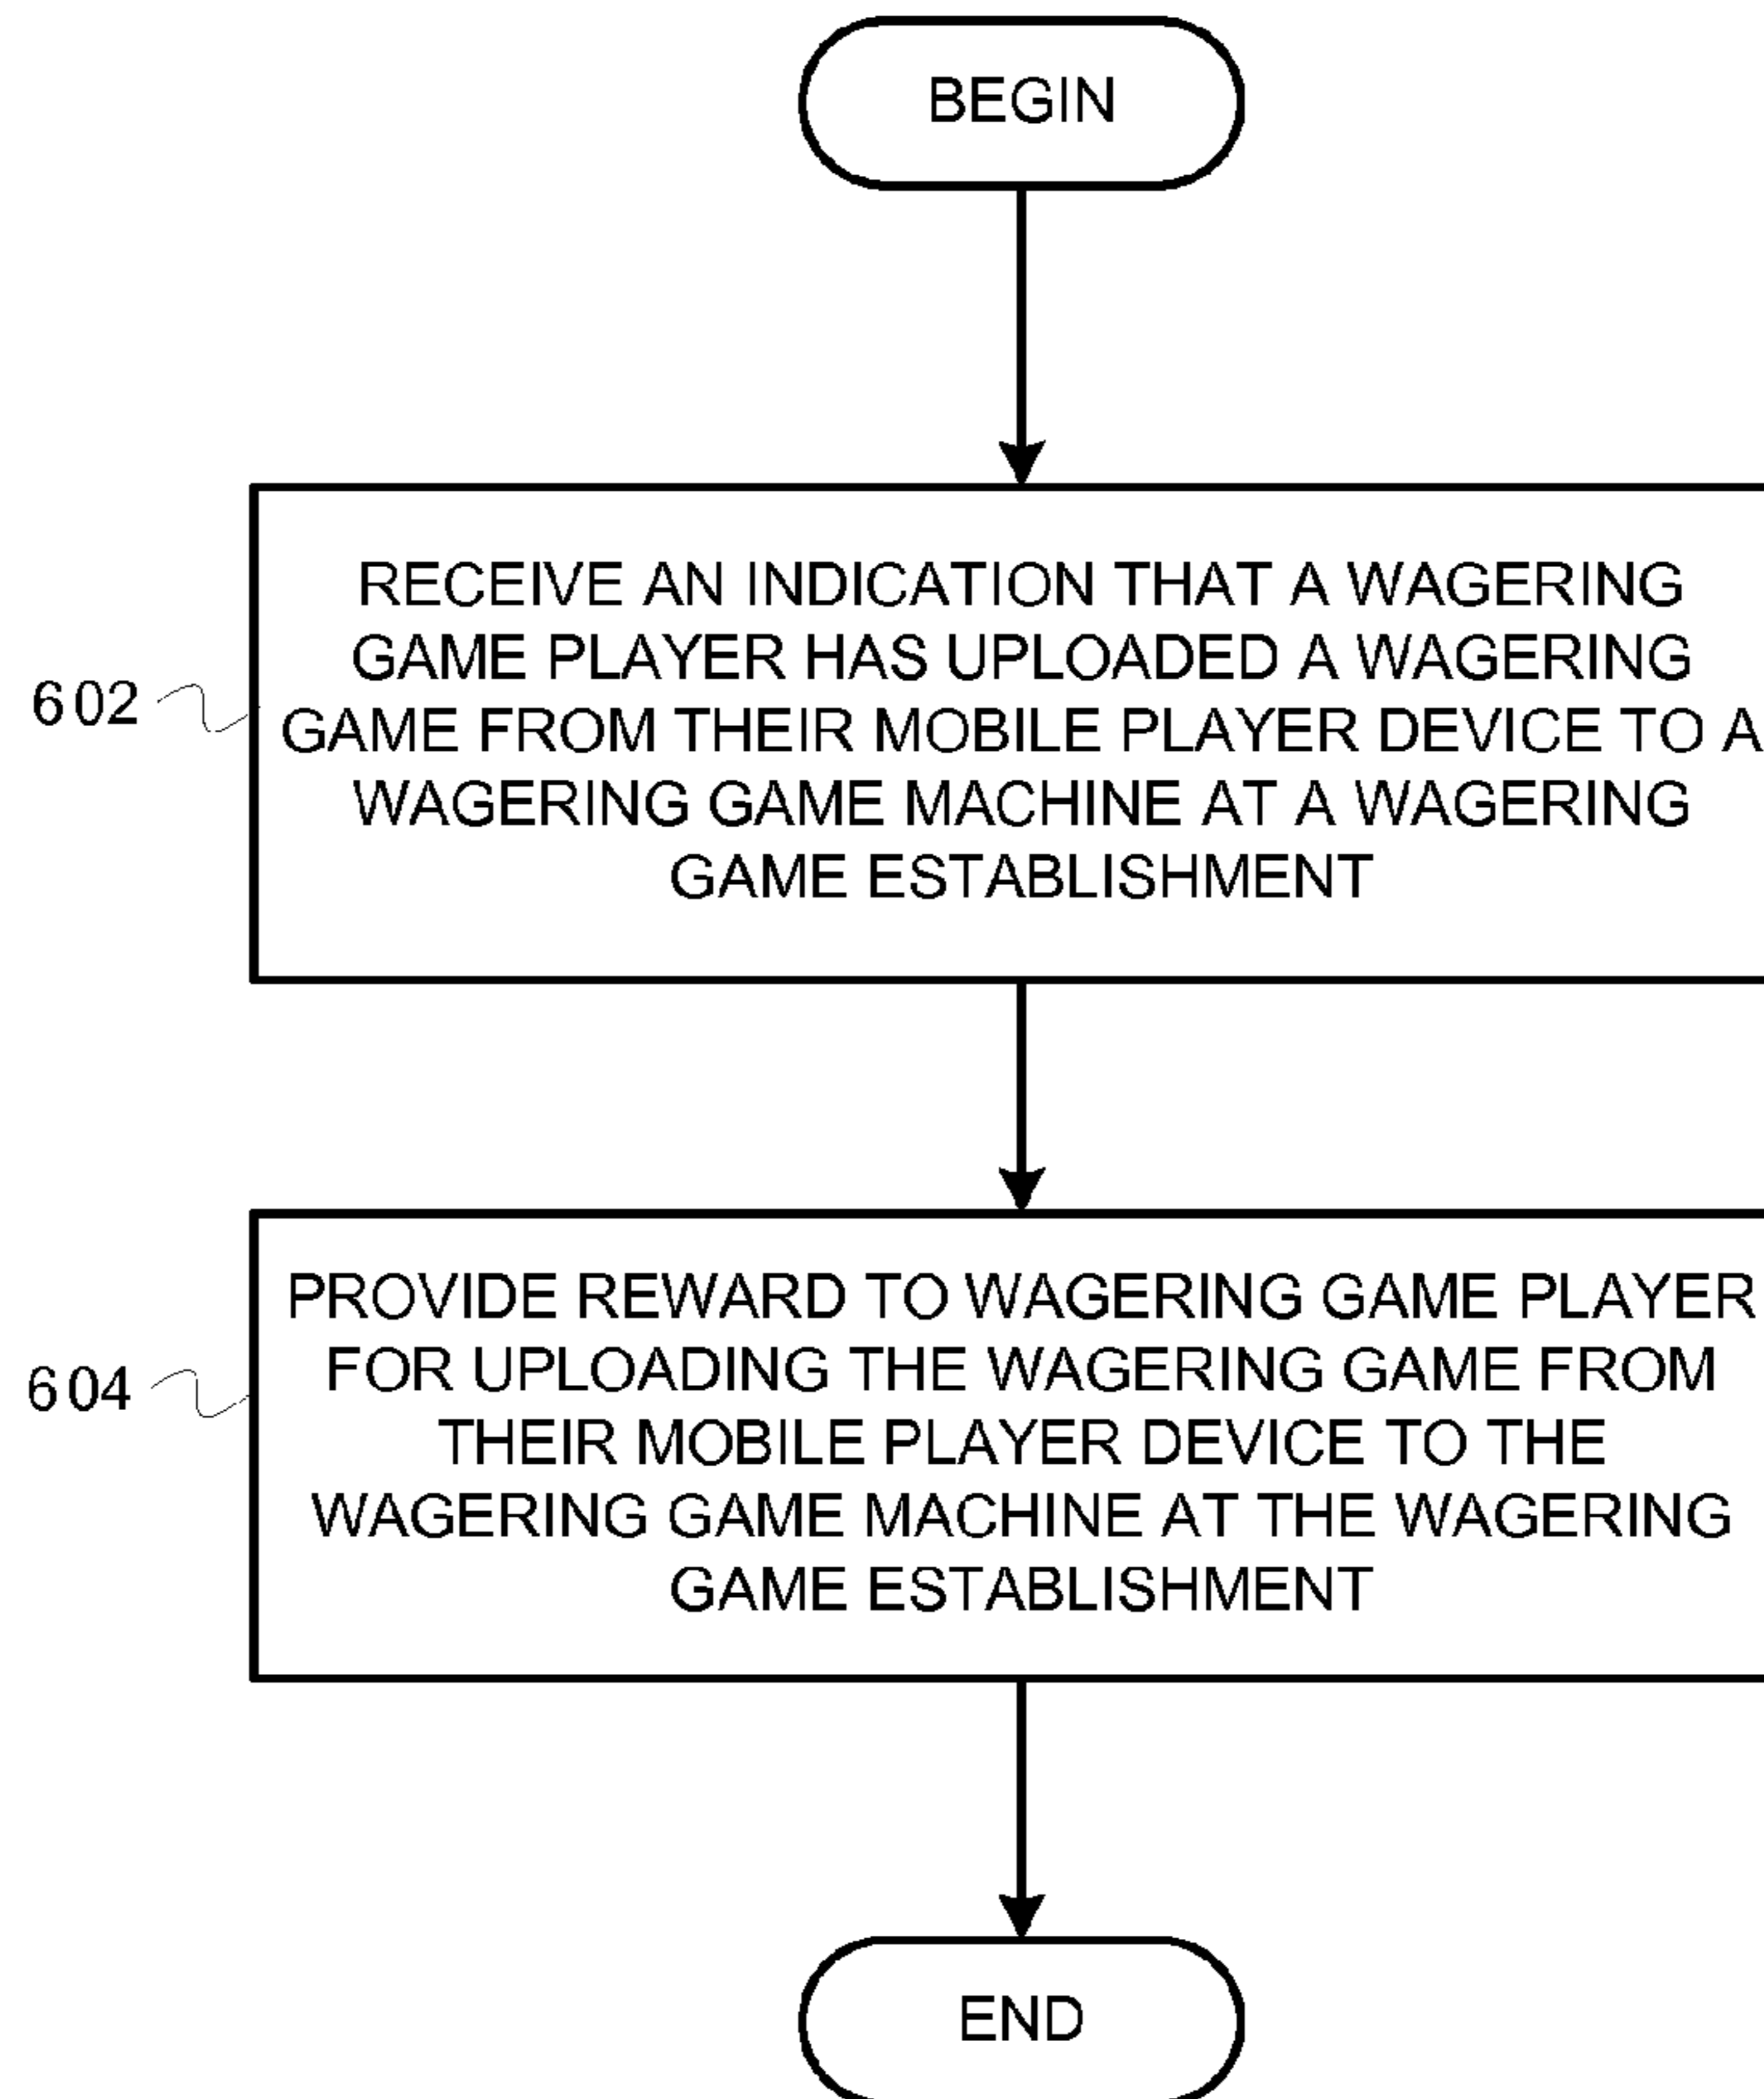 BEGIN
RECEIVE AN INDICATION THAT A WAGERING
GAME PLAYER HAS UPLOADED A WAGERING
602
GAME FROM THEIR MOBILE PLAYER DEVICE TO A
WAGERING GAME MACHINE AT A WAGERING
GAME ESTABLISHMENT
PROVIDE REWARD TO WAGERING GAME PLAYER
FOR UPLOADING THE WAGERING GAME FROM
604
THEIR MOBILE PLAYER DEVICE TO THE
WAGERING GAME MACHINE AT THE WAGERING
GAME ESTABLISHMENT
END